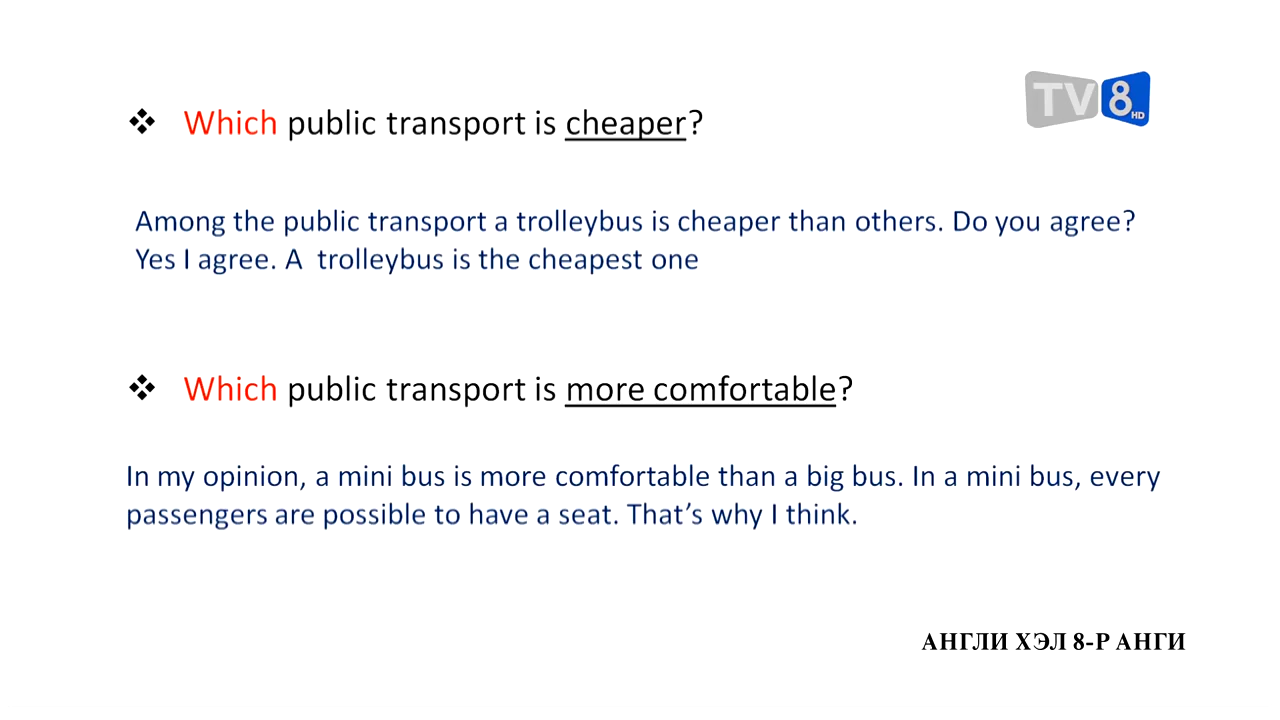 ❖ Which public transport is cheaper?
TV8 HD
Among the public transport a trolleybus is cheaper than others. Do you agree?
Yes I agree. A  trolleybus is the cheapest one
❖ Which public transport is more comfortable?
In my opinion, a mini bus is more comfortable than a big bus. In a mini bus, every
passengers are possible to have a seat. That’s why I think.
АНГЛИ ХЭЛ 8-Р АНГИ